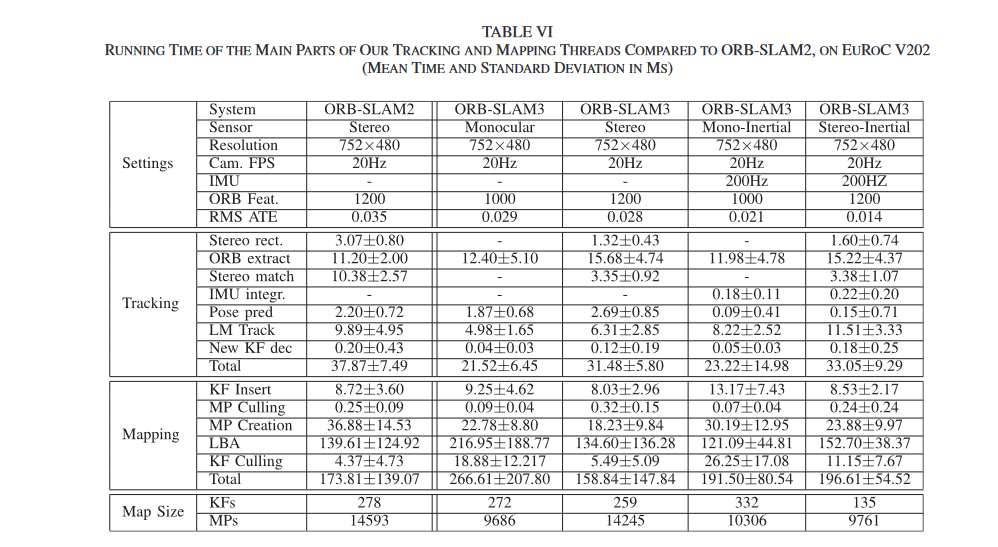 TABLE VI
RUNNING TIME OF THE MAIN PARTS OF OUR TRACKING AND MAPPING THREADS COMPARED TO ORB-SLAM2, ON EUROC V202
(MEAN TIME AND STANDARD DEVIATION IN MS)
Settings
System ORB-SLAM2 ORB-SLAM3 ORB-SLAM3 ORB-SLAM3 ORB-SLAM3
Sensor Stereo Monocular Stereo Mono-Inertial Stereo-Inertial
Resolution 752×480 752×480 752×480 752×480 752×480
Cam. FPS 20Hz 20Hz 20Hz 20Hz 20Hz
IMU - - - 200Hz 200HZ
ORB Feat. 1200 1000 1200 1000 1200
RMS ATE 0.035 0.029 0.028 0.021 0.014
Tracking
Stereo rect. 3.07±0.80 - 1.32±0.43 - 1.60±0.74
ORB extract 11.20±2.00 12.40±5.10 15.68±4.74 11.98±4.78 15.22±4.37
Stereo match 10.38±2.57 - 3.35±0.92 - 3.38±1.07
IMU integr. - - - 0.18±0.11 0.22±0.20
Pose pred 2.20±0.72 1.87±0.68 2.69±0.85 0.09±0.41 0.15±0.71
LM Track 9.89±4.95 4.98±1.65 6.31±2.85 8.22±2.52 11.51±3.33
New KF dec 0.20±0.43 0.04±0.03 0.12±0.19 0.05±0.03 0.18±0.25
Total 37.87±7.49 21.52±6.45 31.48±5.80 23.22±14.98 33.05±9.29
Mapping
KF Insert 8.72±3.60 9.25±4.62 8.03±2.96 13.17±7.43 8.53±2.17
MP Culling 0.25±0.09 0.09±0.04 0.32±0.15 0.07±0.04 0.24±0.24
MP Creation 36.88±14.53 22.78±8.80 18.23±9.84 30.19±12.95 23.88±9.97
LBA 139.61±124.92 216.95±188.77 134.60±136.28 121.09±44.81 152.70±38.37
KF Culling 4.37±4.73 18.88±12.217 5.49±5.09 26.25±17.08 11.15±7.67
Total 173.81±139.07 266.61±207.80 158.84±147.84 191.50±80.54 196.61±54.52
Map Size
KFs 278 272 259 332 135
MPs 14593 9686 14245 10306 9761